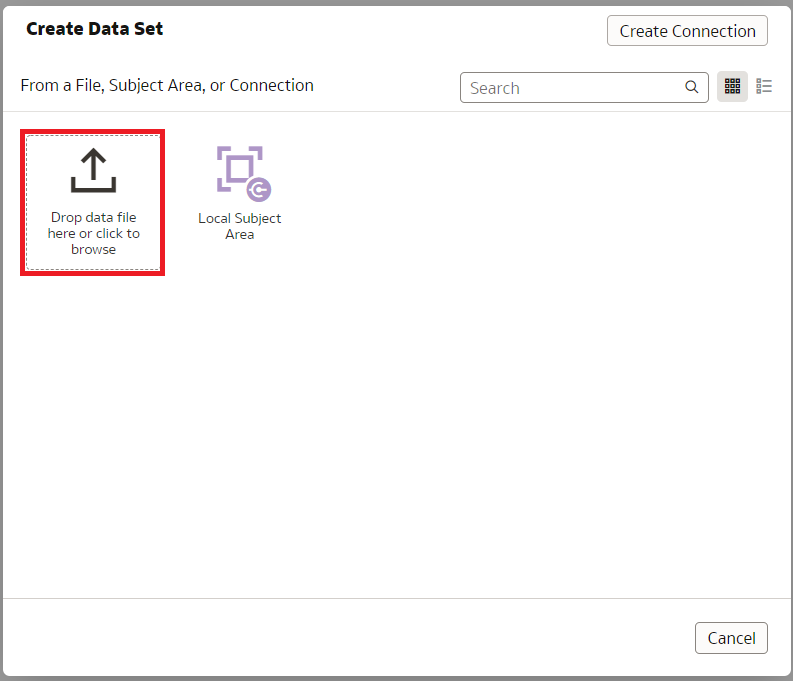 Create Data Set
Create Connection
From a File, Subject Area, or Connection
Search
Drop data file
here or click to
browse
Local Subject
Area
Cancel